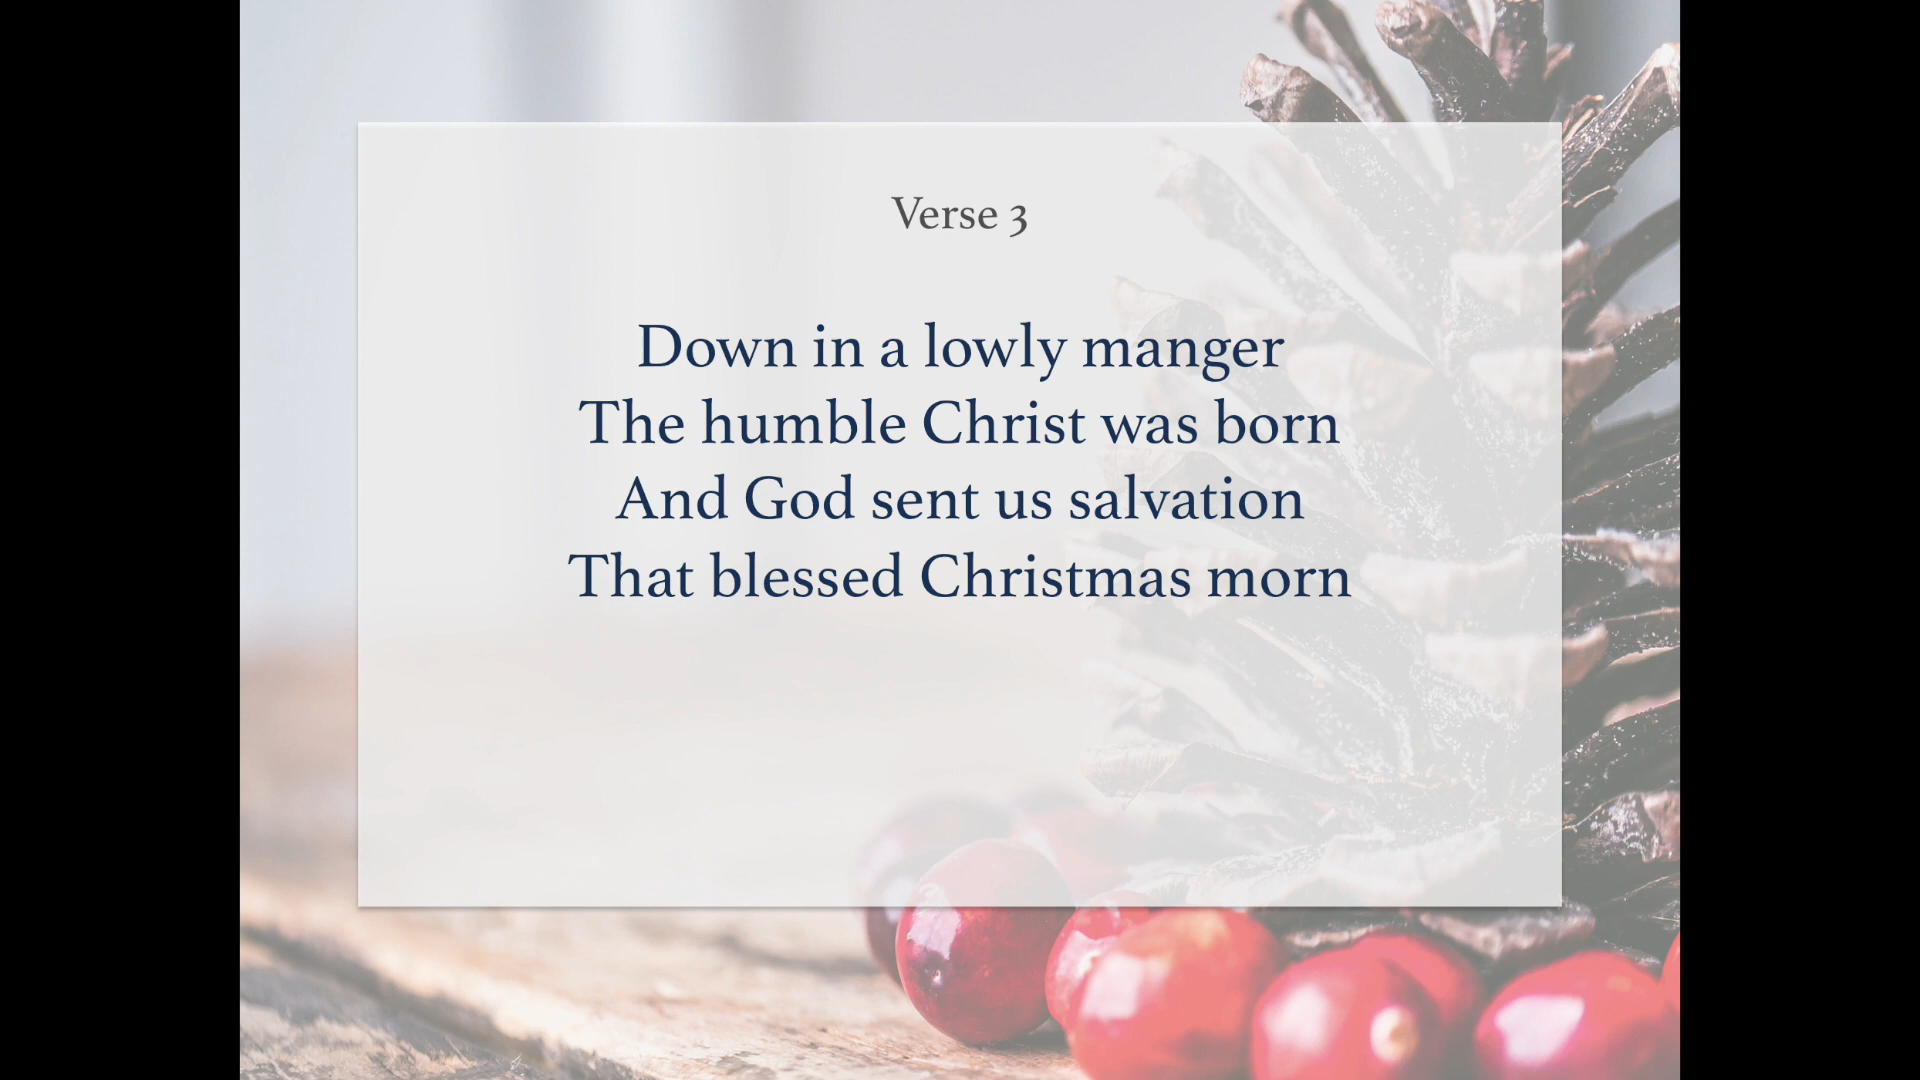 Verse 3
Down in a lowly manger
The humble Christ was born
And God sent us salvation
That blessed Christmas morn